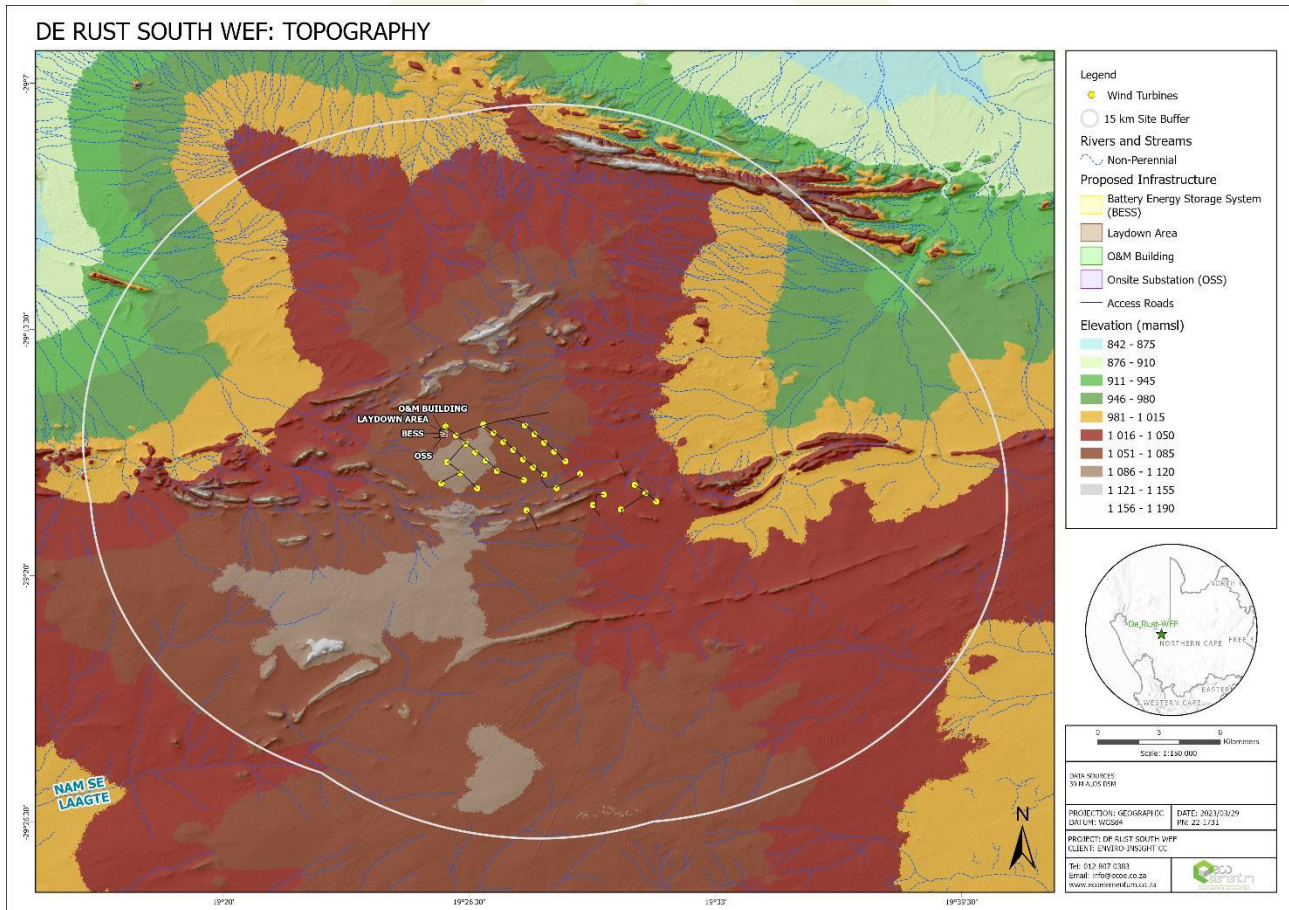 DE RUST SOUTH WEF: TOPOGRAPHY
-29°7'
-29°13'30"
-29°20'
-29°26'30"
O&M BUILDING
LAYDOWN AREA
BESS
OSS
NAM SE
LAAGTE
N
19°20'
19°26'30"
19°33'
19°39'30"
Legend
Wind Turbines
15 km Site Buffer
Rivers and Streams
Non-Perennial
Proposed Infrastructure
Battery Energy Storage System
(BESS)
Laydown Area
O&M Building
Onsite Substation (OSS)
Access Roads
Elevation (mamsl)
842 - 875
876 - 910
911 - 945
946 - 980
981 - 1 015
1 016 - 1 050
1 051 - 1 085
1 086 - 1 120
1 121 - 1 155
1 156 - 1 190
De Rust-WEF
NORTHERN CAPE
WESTERN CAPE
0 3 6
Kilometers
Scale: 1:150 000
DATA SOURCES:
30 M ALOS DSM
PROJECTION: GEOGRAPHIC
DATUM: WGS84
DATE: 2023/03/29
PN: 22-1731
PROJECT: DE RUST SOUTH WEF
CLIENT: ENVIRO-INSIGHT CC
Tel: 012 807 0383
Email: info@ecoe.co.za
www.ecoelementum.co.za
eco
elementum